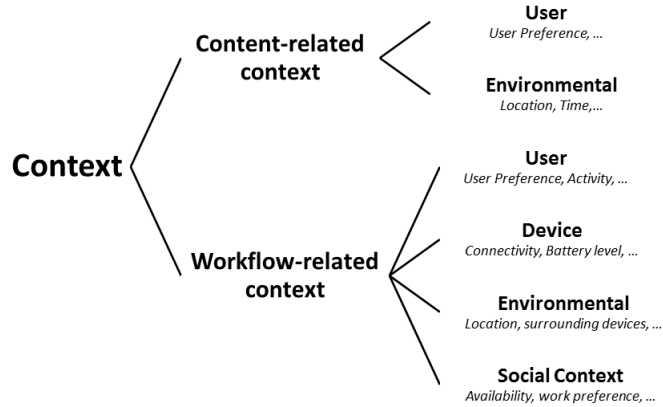 Context
Content-related
context
User
User Preference, ...
Environmental
Location, Time,...
Workflow-related
context
User
User Preference, Activity, ...
Device
Connectivity, Battery level, ...
Environmental
Location, surrounding devices, ...
Social Context
Availability, work preference, ...